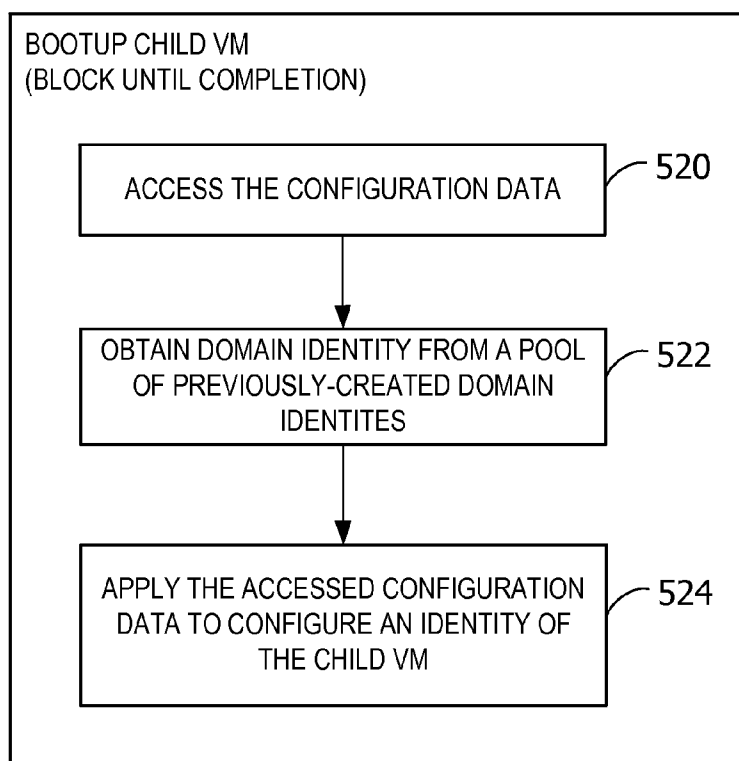 BOOTUP CHILD VM
(BLOCK UNTIL COMPLETION)
ACCESS THE CONFIGURATION DATA
520
OBTAIN DOMAIN IDENTITY FROM A POOL
OF PREVIOUSLY-CREATED DOMAIN
IDENTITES
522
APPLY THE ACCESSED CONFIGURATION
DATA TO CONFIGURE AN IDENTITY OF
THE CHILD VM
524